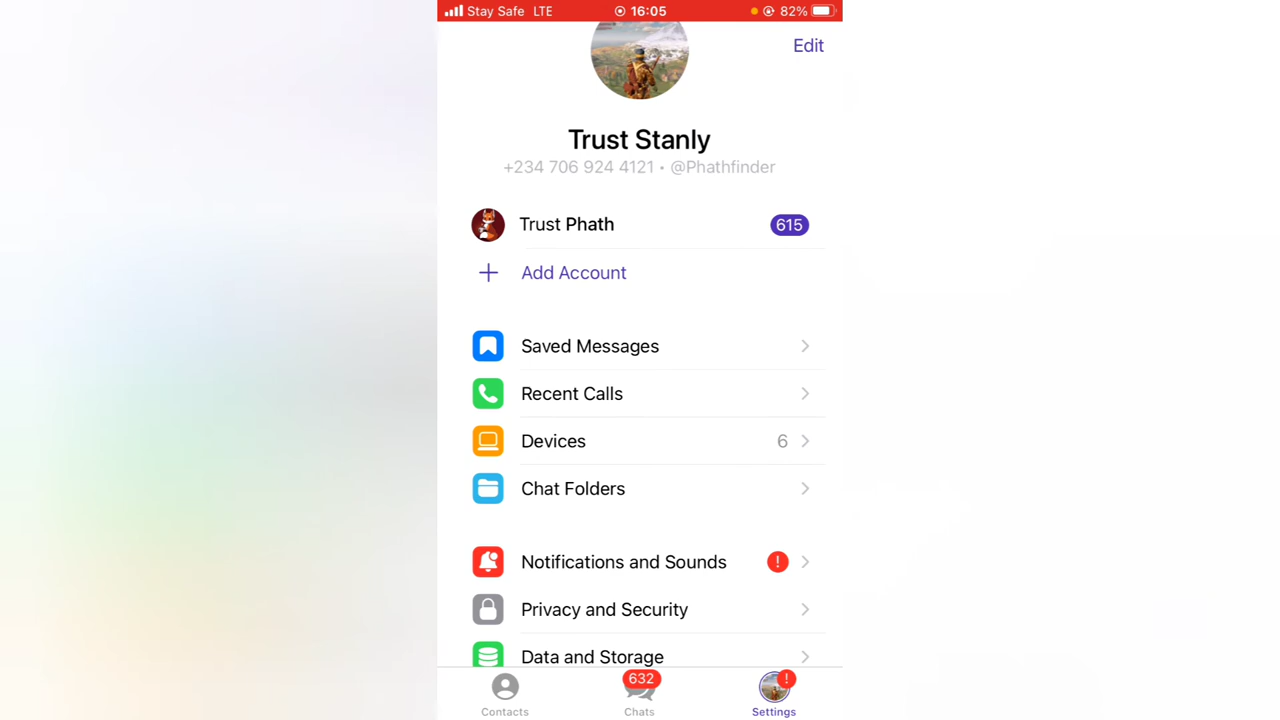 Stay Safe LTE 16:05 82%
Edit
Trust Stanly
+234 706 924 4121 • @Phathfinder
Trust Phath 615
Add Account
Saved Messages
Recent Calls
Devices 6
Chat Folders
Notifications and Sounds !
Privacy and Security
Data and Storage
632 !
Contacts Chats Settings